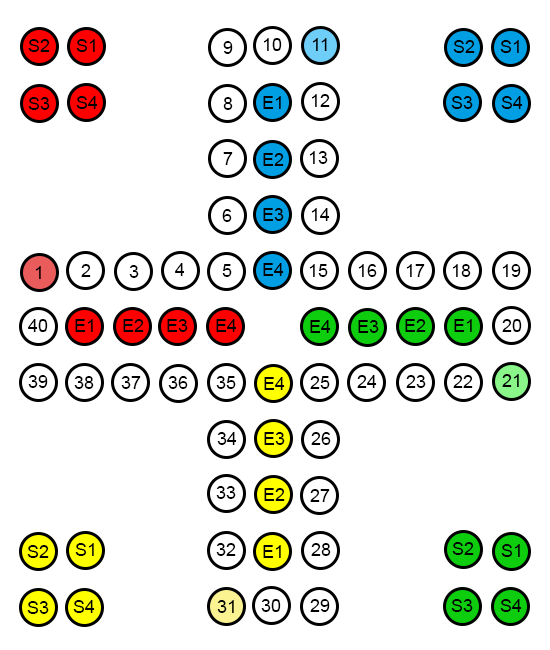 S2 S1 9 10 11 S2 S1
S3 S4 8 E1 12 S3 S4
7 E2 13
6 E3 14
1 2 3 4 5 E4 15 16 17 18 19
40 E1 E2 E3 E4 E4 E3 E2 E1 20
39 38 37 36 35 E4 25 24 23 22 21
34 E3 26
33 E2 27
S2 S1 32 E1 28 S2 S1
S3 S4 31 30 29 S3 S4